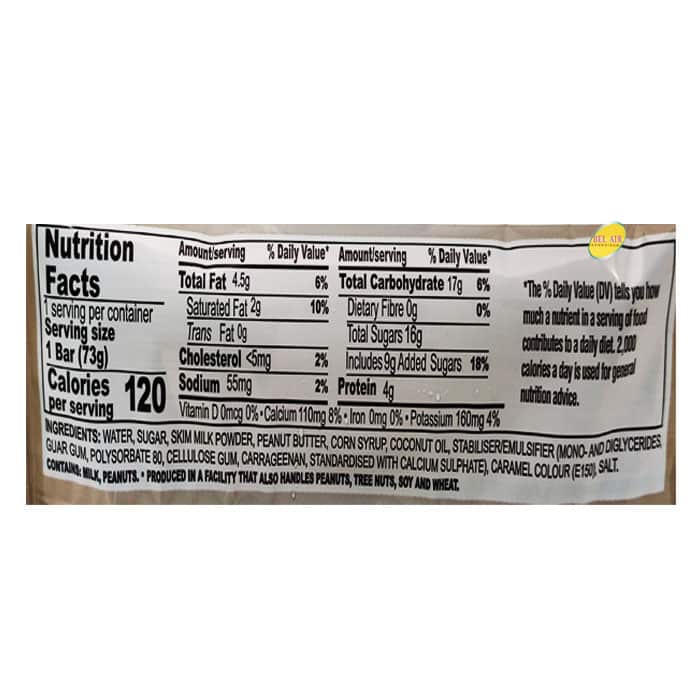 Nutrition
Facts
1 serving per container
Serving size
1 Bar (73g)
Calories
per serving 120
Amount/serving % Daily Value*
Total Fat 4.5g 6%
Saturated Fat 2g 10%
Trans Fat 0g
Cholesterol <5mg 2%
Sodium 55mg 2%
Amount/serving % Daily Value*
Total Carbohydrate 17g 6%
Dietary Fibre 0g 0%
Total Sugars 16g
Includes 9g Added Sugars 18%
Protein 4g
Vitamin D 0mcg 0% • Calcium 110mg 8% • Iron 0mg 0% • Potassium 160mg 4%
BEL AIR
*The % Daily Value (DV) tells you how
much a nutrient in a serving of food
contributes to a daily diet. 2,000
calories a day is used for general
nutrition advice.
INGREDIENTS: WATER, SUGAR, SKIM MILK POWDER, PEANUT BUTTER, CORN SYRUP, COCONUT OIL, STABILISER/EMULSIFIER (MONO- AND DIGLYCERIDES,
GUAR GUM, POLYSORBATE 80, CELLULOSE GUM, CARRAGEENAN, STANDARDISED WITH CALCIUM SULPHATE), CARAMEL COLOUR (E150), SALT.
CONTAINS: MILK, PEANUTS. • PRODUCED IN A FACILITY THAT ALSO HANDLES PEANUTS, TREE NUTS, SOY AND WHEAT.